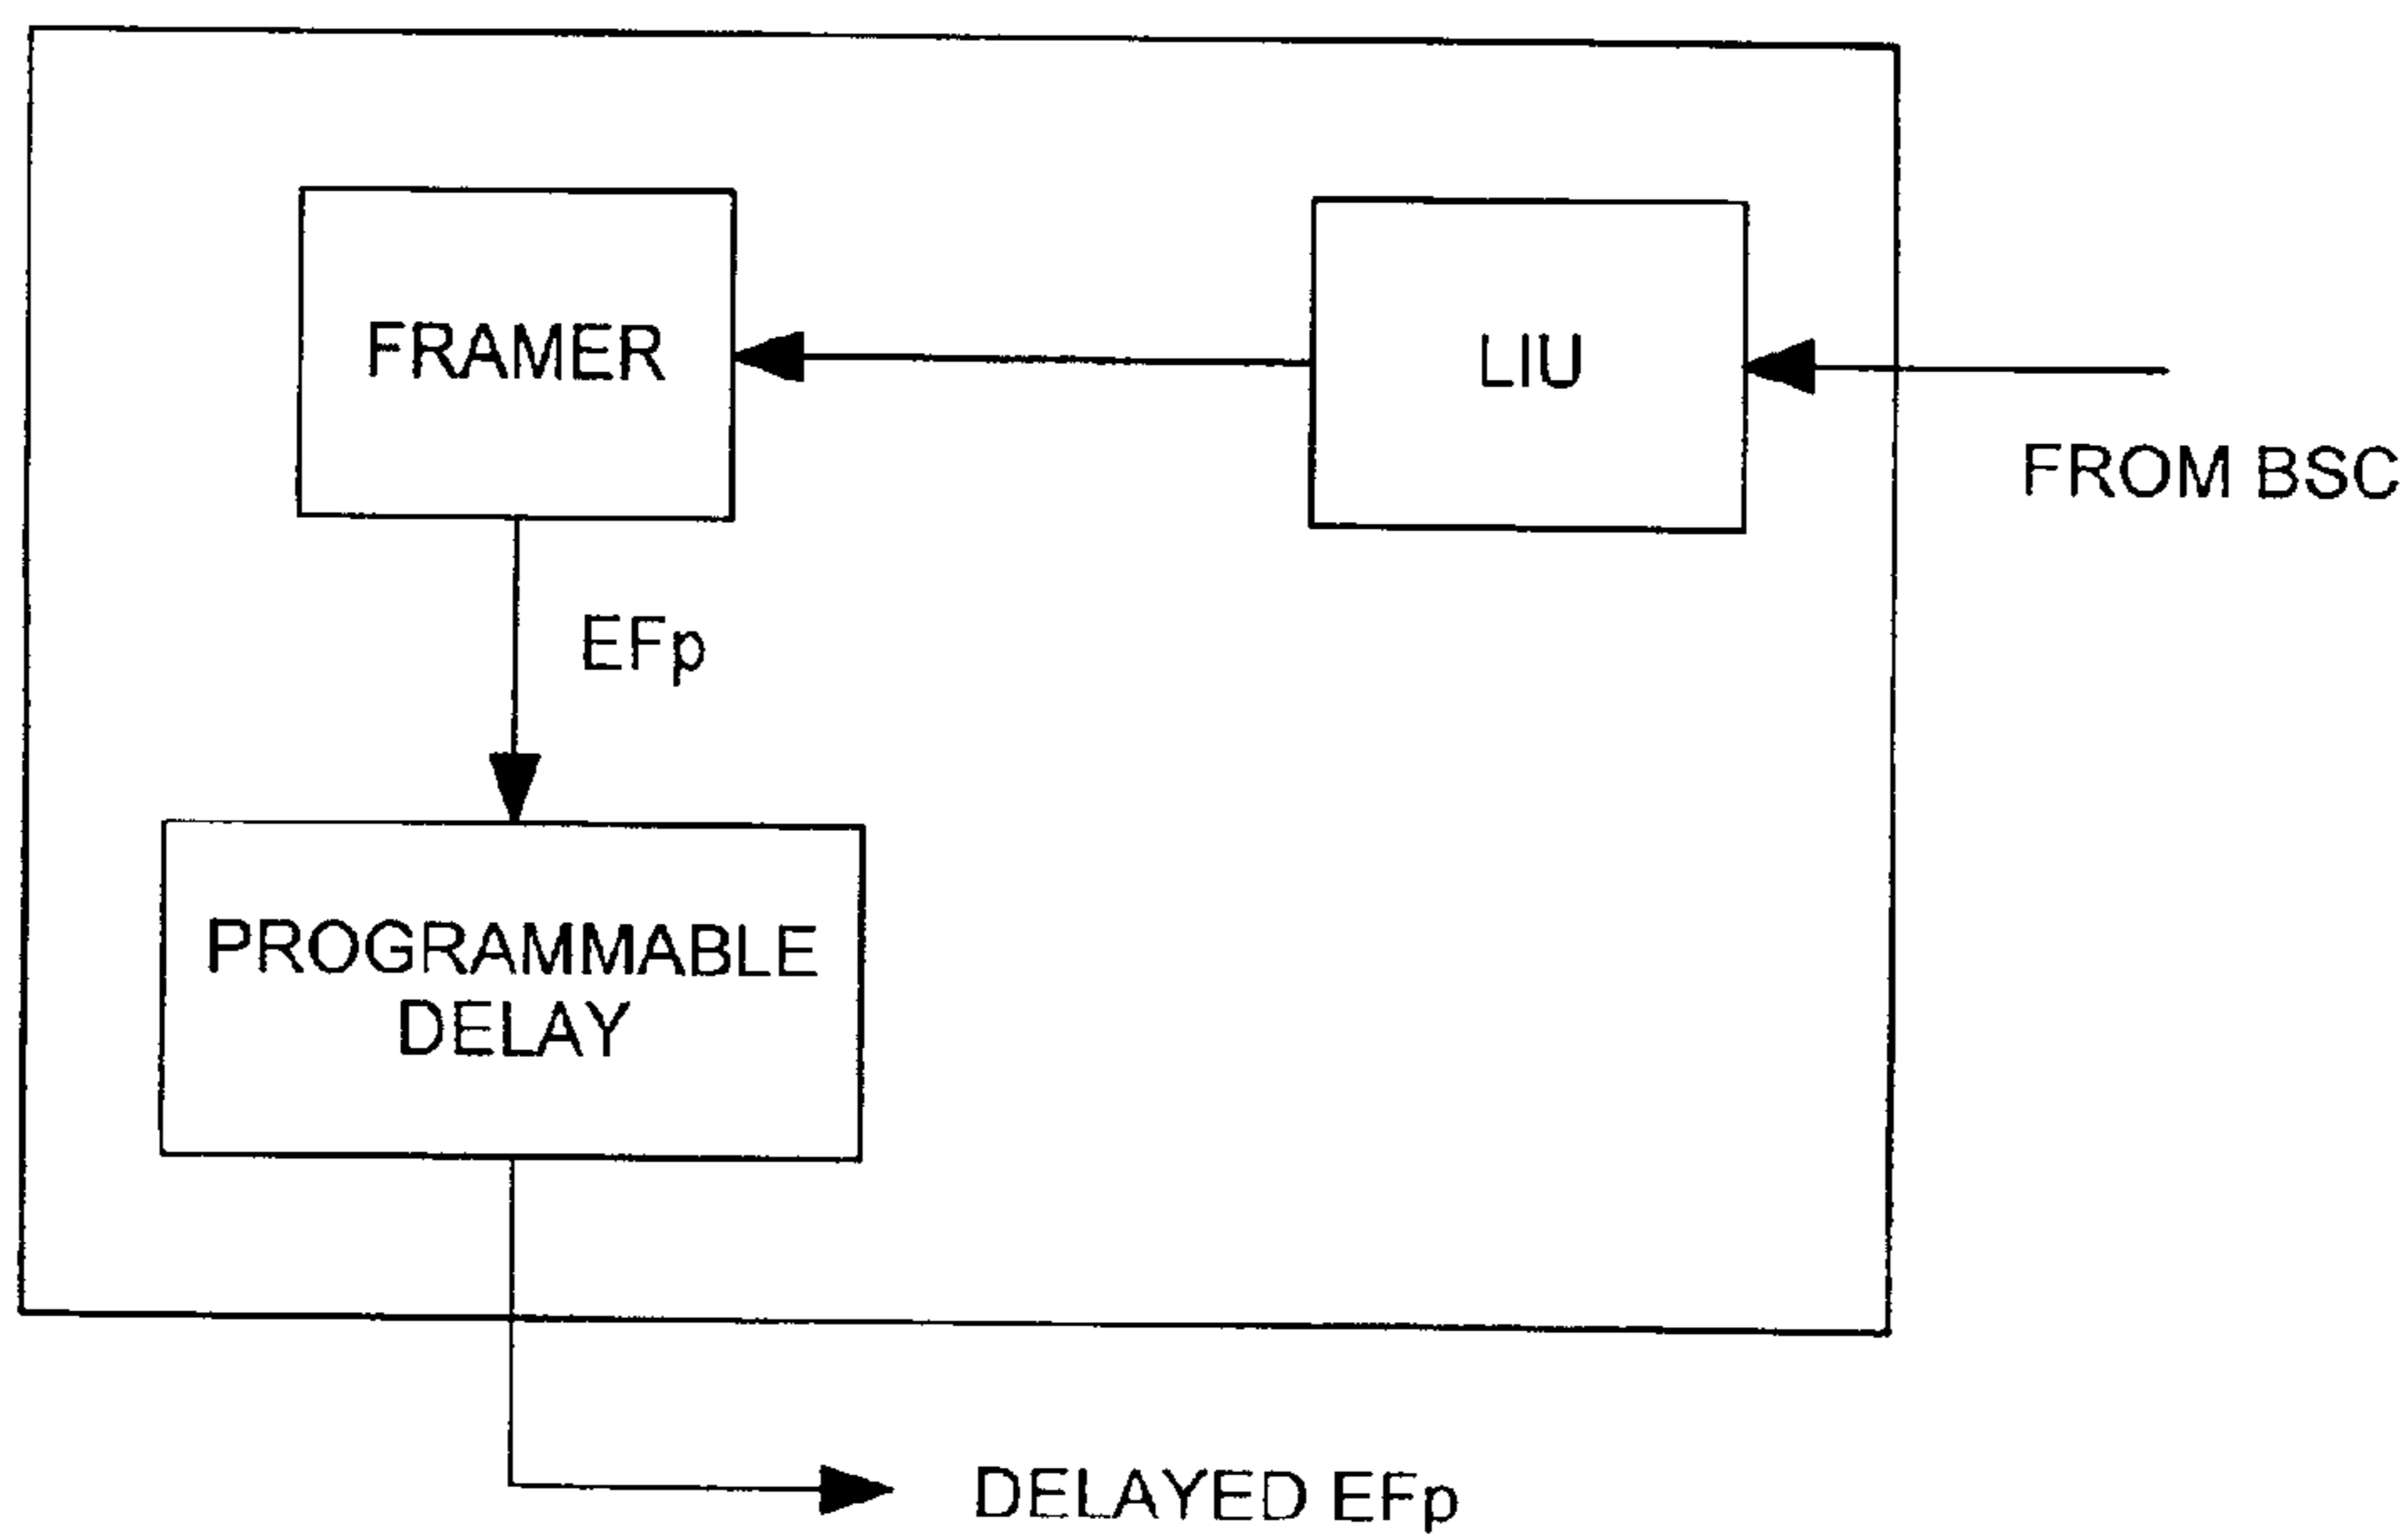 FRAMER
LIU
FROM BSC
EFp
PROGRAMMABLE
DELAY
DELAYED EFp